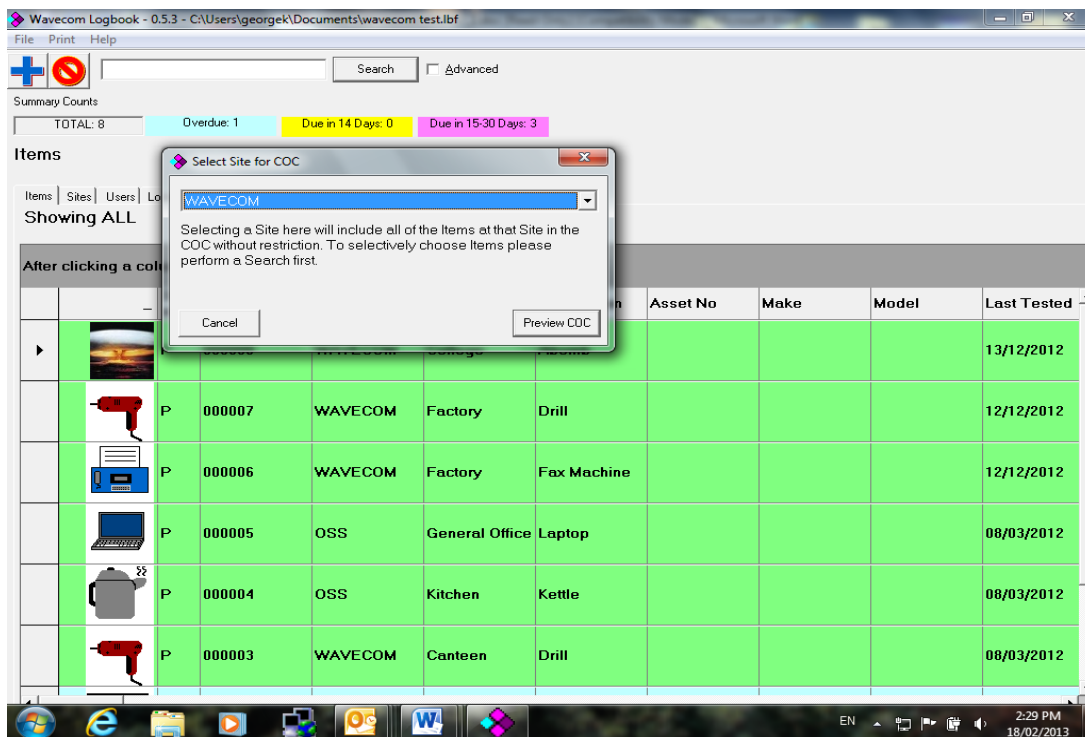 Wavecom Logbook - 0.5.3 - C:\Users\georgek\Documents\wavecom test.lbf
File Print Help
Search Advanced
Summary Counts
TOTAL: 8 Overdue: 1 Due in 14 Days: 0 Due in 15-30 Days: 3
Items
Select Site for COC
Items Sites Users Lo
WAVECOM
Showing ALL
Selecting a Site here will include all of the Items at that Site in the
COC without restriction. To selectively choose Items please
perform a Search first.
After clicking a col
Asset No Make Model Last Tested
Cancel Preview COC
13/12/2012
P 000007 WAVECOM Factory Drill 12/12/2012
P 000006 WAVECOM Factory Fax Machine 12/12/2012
P 000005 OSS General Office Laptop 08/03/2012
P 000004 OSS Kitchen Kettle 08/03/2012
P 000003 WAVECOM Canteen Drill 08/03/2012
EN 2:29 PM
18/02/2013